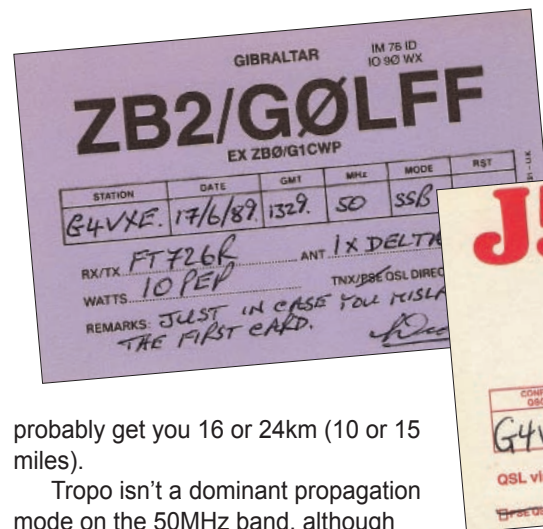 GIBRALTAR
IM 76 ID
IO 90 WX
ZB2/GØLFF
EX ZBØ/G1CWP
STATION DATE GMT MHz MODE RST
G4VXE. 17/6/89. 1329. 50 SSB
RX/TX FT726R ANT 1X DELTA
WATTS 10 PEP TNX/PSE QSL DIREC
REMARKS: JUST IN CASE YOU MISLA
THE FIRST CARD.
J5
G4V
QSL vi
probably get you 16 or 24km (10 or 15
miles).
Tropo isn’t a dominant propagation
mode on the 50MHz band, although